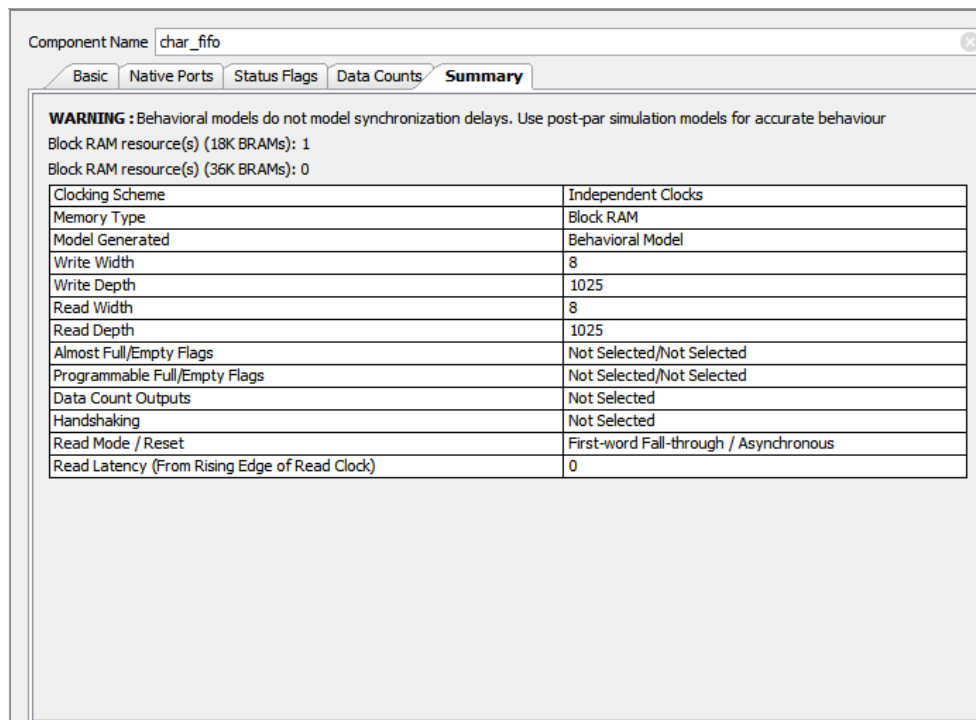 Component Name char_fifo
Basic Native Ports Status Flags Data Counts Summary
WARNING : Behavioral models do not model synchronization delays. Use post-par simulation models for accurate behaviour
Block RAM resource(s) (18K BRAMs): 1
Block RAM resource(s) (36K BRAMs): 0
Clocking Scheme Independent Clocks
Memory Type Block RAM
Model Generated Behavioral Model
Write Width 8
Write Depth 1025
Read Width 8
Read Depth 1025
Almost Full/Empty Flags Not Selected/Not Selected
Programmable Full/Empty Flags Not Selected/Not Selected
Data Count Outputs Not Selected
Handshaking Not Selected
Read Mode / Reset First-word Fall-through / Asynchronous
Read Latency (From Rising Edge of Read Clock) 0